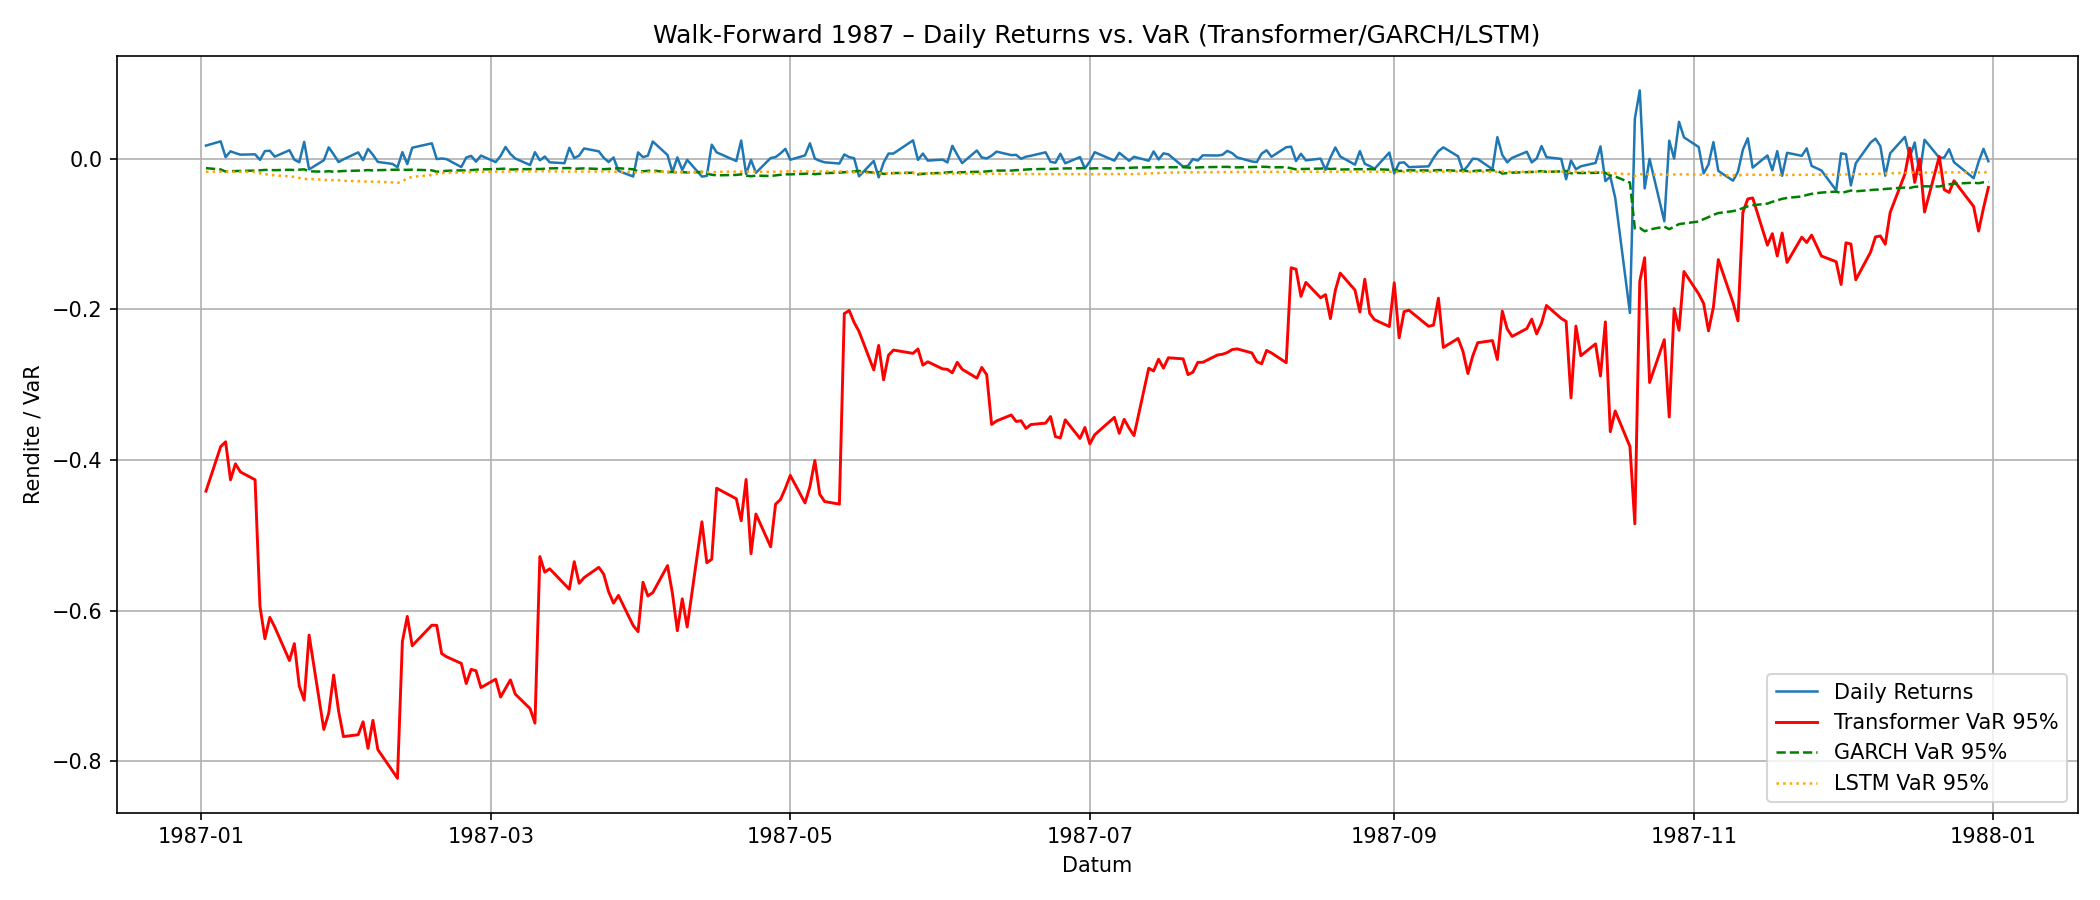 Walk-Forward 1987 – Daily Returns vs. VaR (Transformer/GARCH/LSTM)
Rendite / VaR
0.0
−0.2
−0.4
−0.6
−0.8
1987-01
1987-03
1987-05
1987-07
1987-09
1987-11
1988-01
Datum
Daily Returns
Transformer VaR 95%
GARCH VaR 95%
LSTM VaR 95%